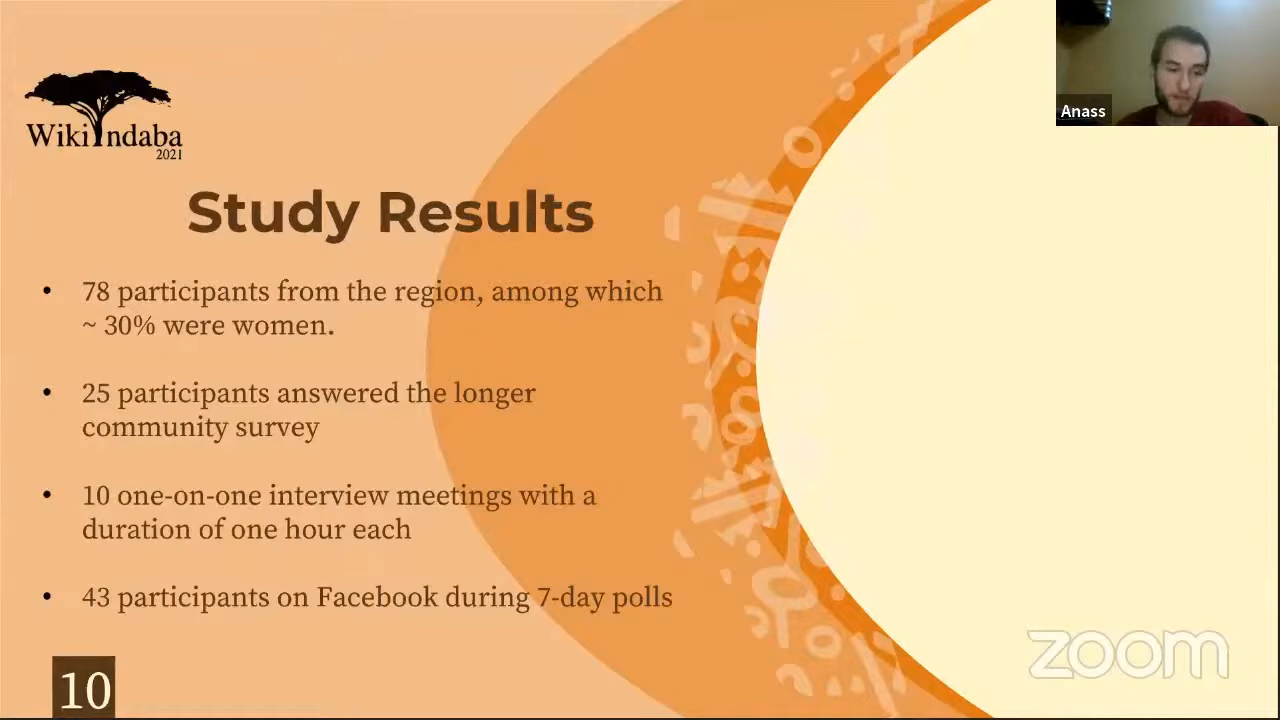 Anass
Wiki Indaba
2021
Study Results
• 78 participants from the region, among which
~ 30% were women.
• 25 participants answered the longer
community survey
• 10 one-on-one interview meetings with a
duration of one hour each
• 43 participants on Facebook during 7-day polls
zoom
10